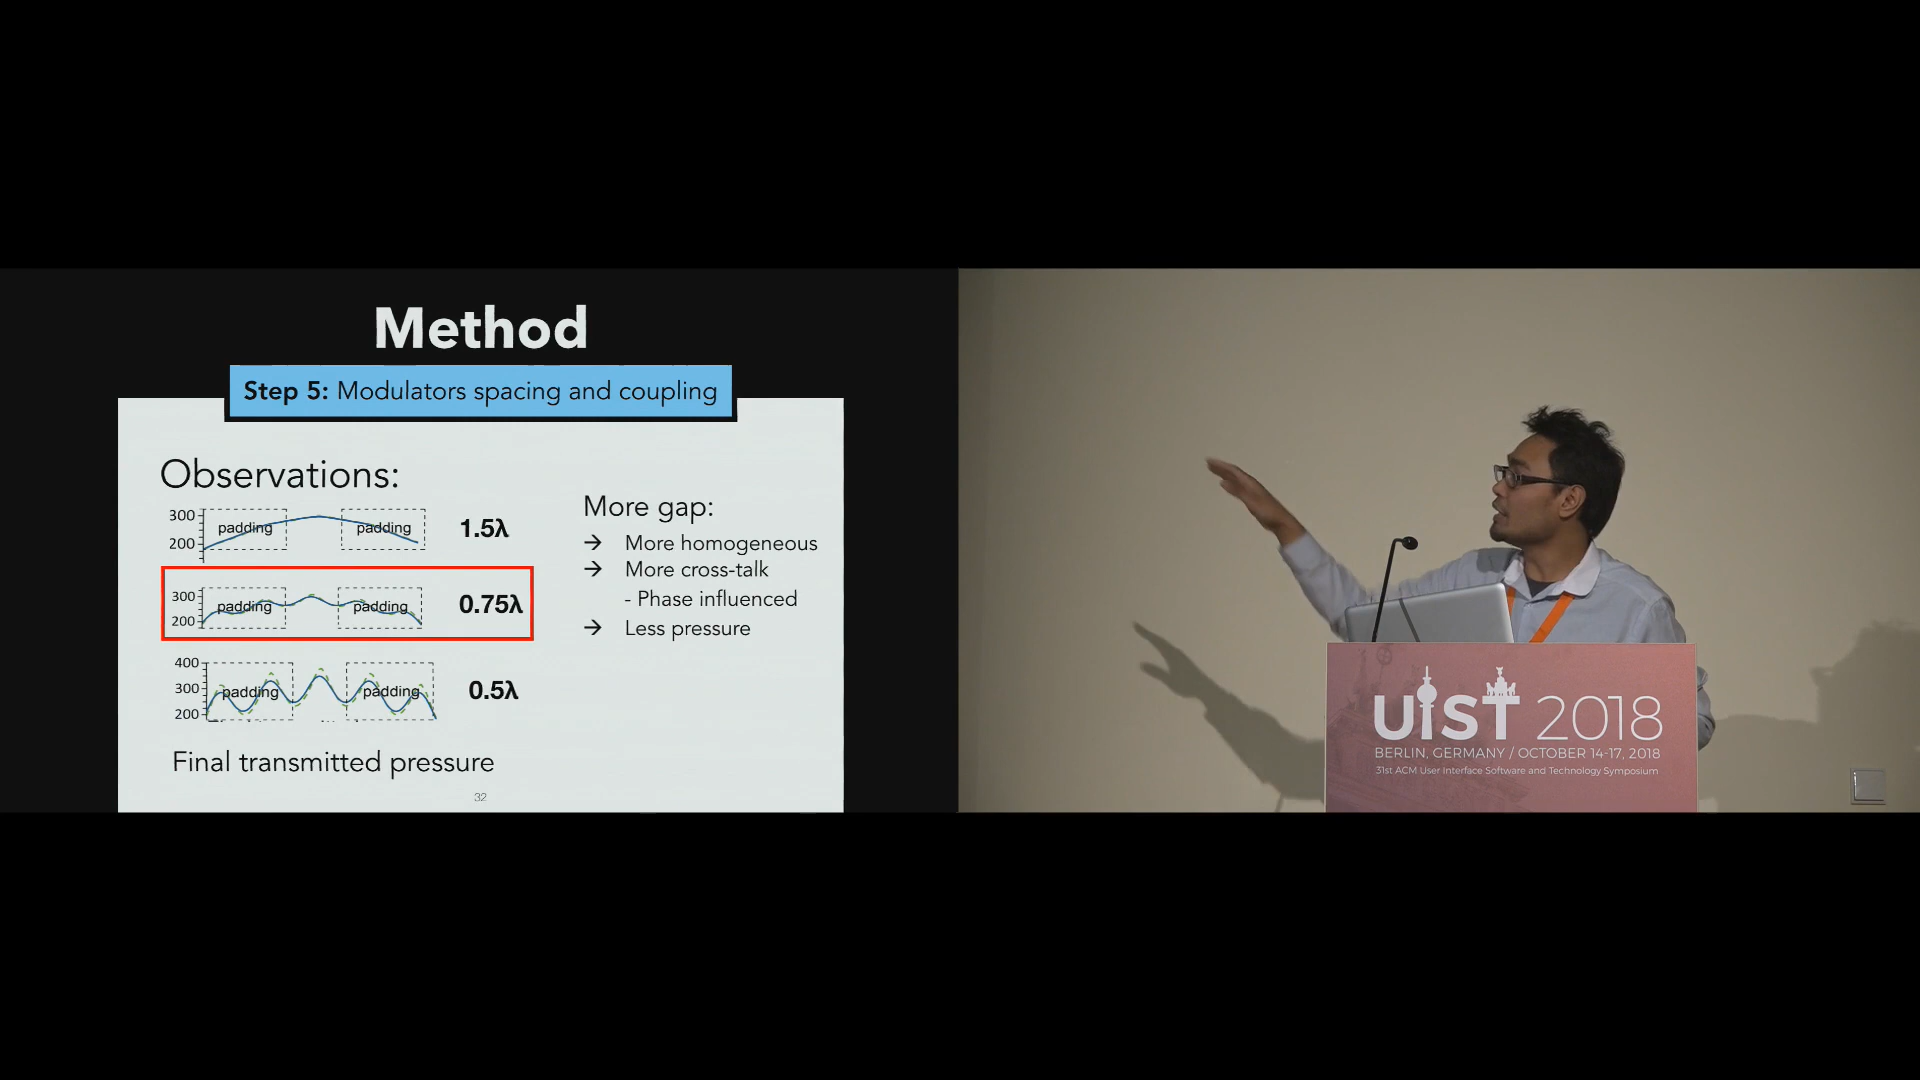 Method
Step 5: Modulators spacing and coupling
Observations:
300
200
padding
padding
1.5λ
300
200
padding
padding
0.75λ
400
300
200
padding
padding
0.5λ
Final transmitted pressure
More gap:
→ More homogeneous
→ More cross-talk
- Phase influenced
→ Less pressure
32
UIST 2018
BERLIN, GERMANY / OCTOBER 14-17, 2018
31st ACM User Interface Software and Technology Symposium